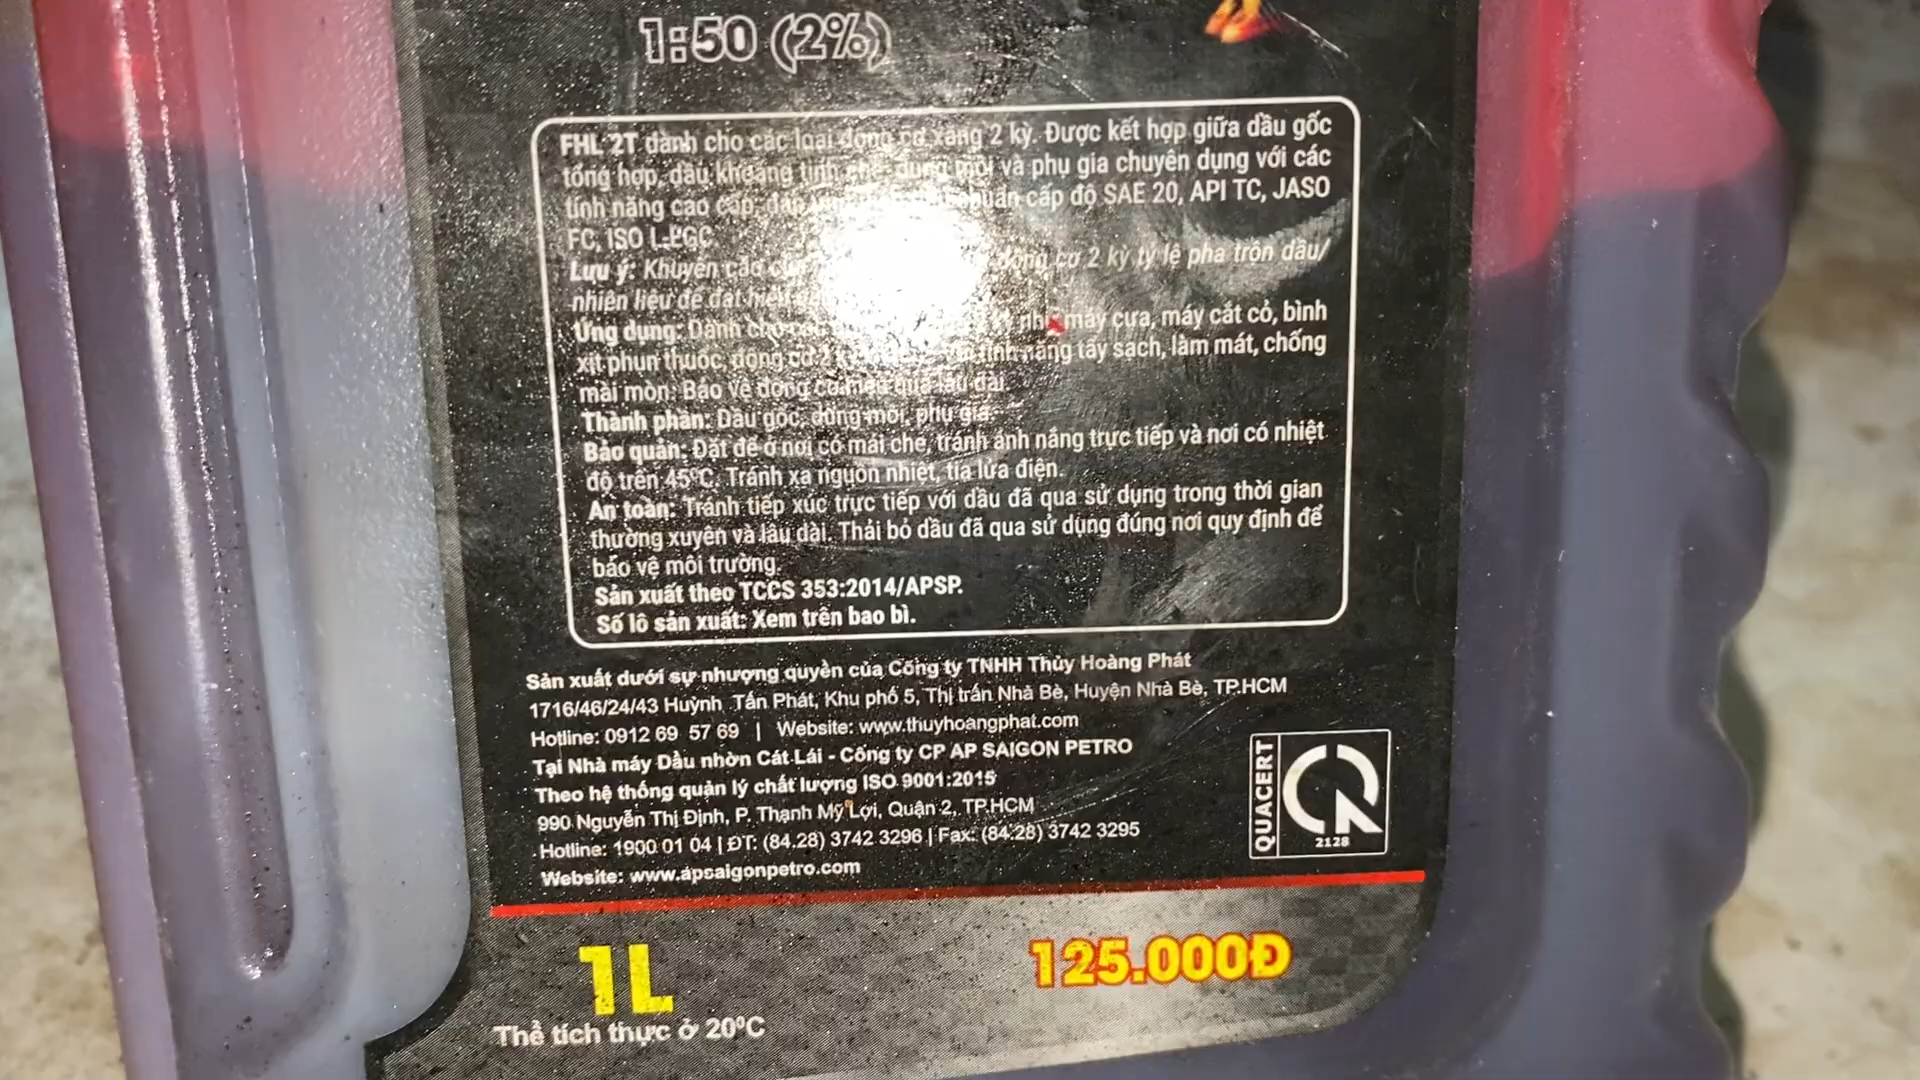 1:50 (2%)
FHL 2T dành cho các loại động cơ xăng 2 kỳ. Được kết hợp giữa dầu gốc
tổng hợp, dầu khoáng tinh chế, dung môi và phụ gia chuyên dụng với các
tính năng cao cấp, đáp chuẩn cấp độ SAE 20, API TC, JASO
FC, ISO L-EGC
Lưu ý: Khuyến cáo động cơ 2 kỳ tỷ lệ pha trộn dầu/
nhiên liệu để đạt hiệu
Ứng dụng: Dành cho các như máy cưa, máy cắt cỏ, bình
xịt phun thuốc, động cơ 2 tính năng tẩy sạch, làm mát, chống
mài mòn. Bảo vệ động cơ hiệu quả lâu dài.
Thành phần: Dầu gốc, dung môi, phụ gia.
Bảo quản: Đặt để ở nơi có mái che, tránh ánh nắng trực tiếp và nơi có nhiệt
độ trên 45°C. Tránh xa nguồn nhiệt, tia lửa điện.
An toàn: Tránh tiếp xúc trực tiếp với dầu đã qua sử dụng trong thời gian
thường xuyên và lâu dài. Thải bỏ dầu đã qua sử dụng đúng nơi quy định để
bảo vệ môi trường.
Sản xuất theo TCCS 353:2014/APSP.
Số lô sản xuất: Xem trên bao bì.
Sản xuất dưới sự nhượng quyền của Công ty TNHH Thủy Hoàng Phát
1716/46/24/43 Huỳnh Tấn Phát, Khu phố 5, Thị trấn Nhà Bè, Huyện Nhà Bè, TP.HCM
Hotline: 0912 69 57 69 | Website: www.thuyhoangphat.com
Tại Nhà máy Dầu nhờn Cát Lái - Công ty CP AP SAIGON PETRO
Theo hệ thống quản lý chất lượng ISO 9001:2015
990 Nguyễn Thị Định, P. Thạnh Mỹ Lợi, Quận 2, TP.HCM
Hotline: 1900 01 04 | ĐT: (84.28) 3742 3296 | Fax: (84.28) 3742 3295
Website: www.apsaigonpetro.com
QUACERT
2128
1L
125.000Đ
Thể tích thực ở 20°C